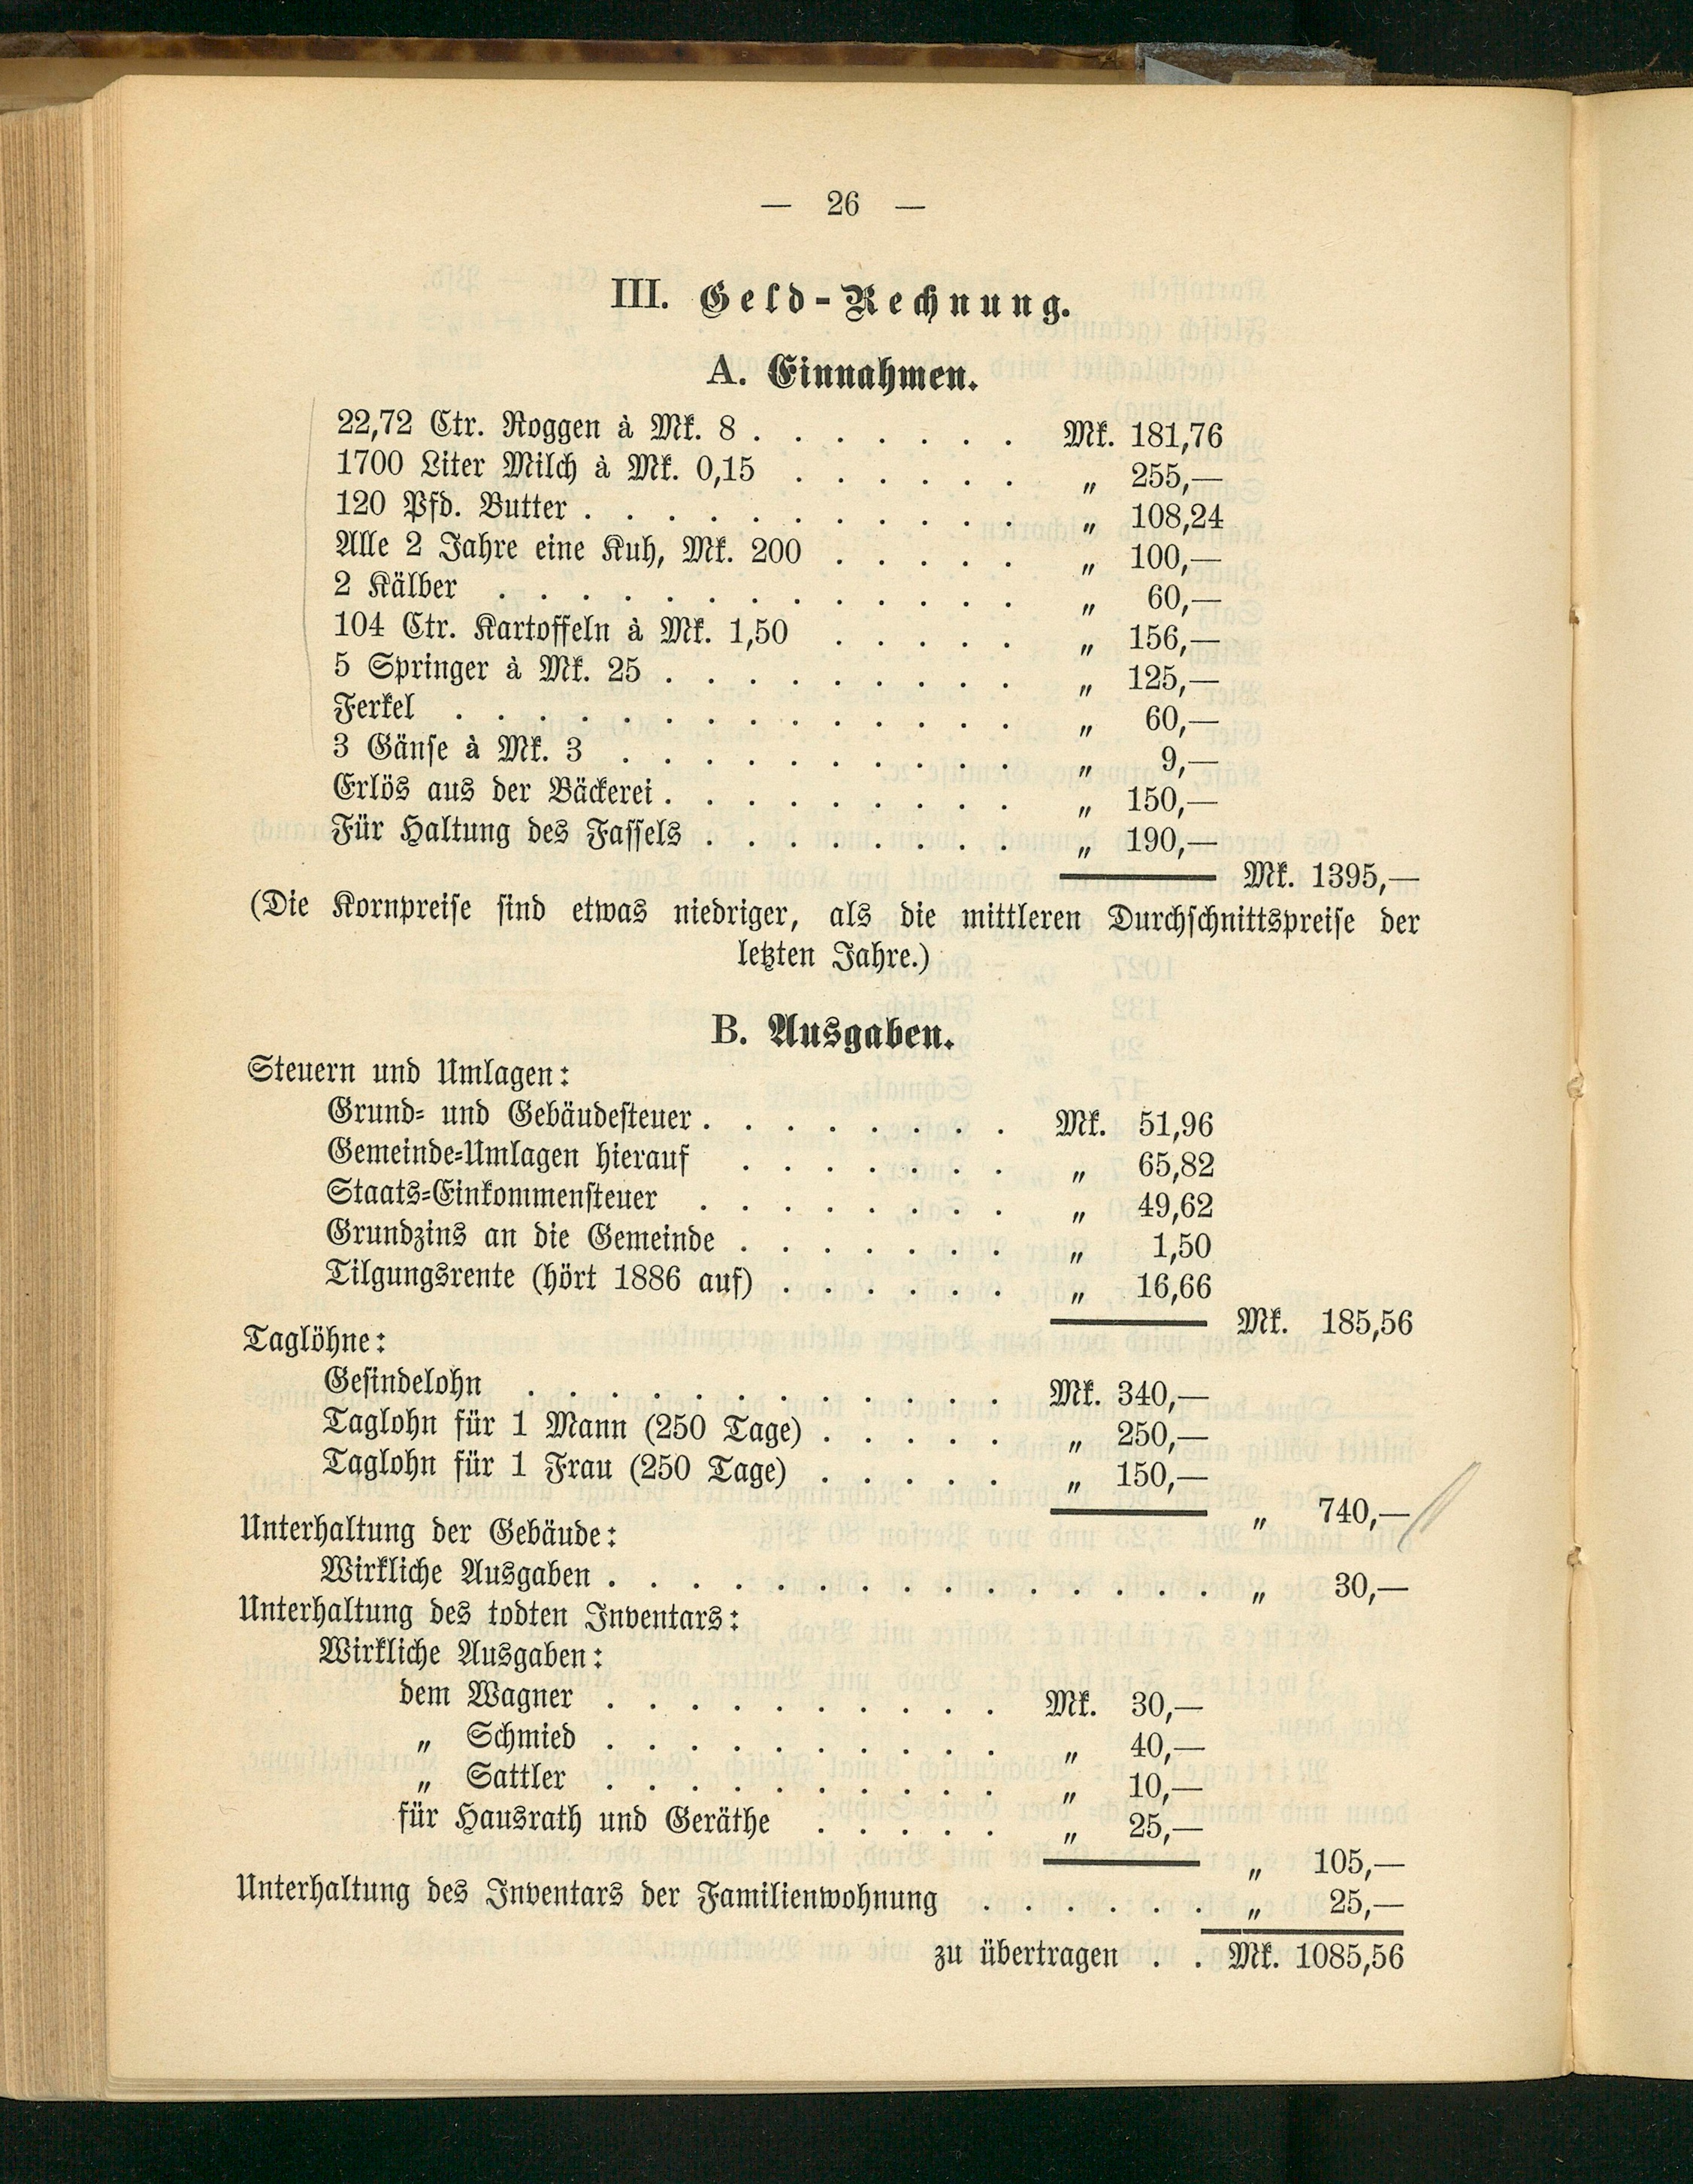 — 26 —
III. Geld-Rechnung.
A. Einnahmen.
22,72 Ctr. Roggen à Mk. 8 . . . . . . . Mk. 181,76
1700 Liter Milch à Mk. 0,15 . . . . . . „ 255,—
120 Pfd. Butter . . . . . . . . . . . „ 108,24
Alle 2 Jahre eine Kuh, Mk. 200 . . . . . „ 100,—
2 Kälber . . . . . . . . . . . . . „ 60,—
104 Ctr. Kartoffeln à Mk. 1,50 . . . . . „ 156,—
5 Springer à Mk. 25 . . . . . . . . . „ 125,—
Ferkel . . . . . . . . . . . . . . „ 60,—
3 Gänse à Mk. 3 . . . . . . . . . . „ 9,—
Erlös aus der Bäckerei . . . . . . . . . „ 150,—
Für Haltung des Fassels . . . . . . . . „ 190,—
Mk. 1395,—
(Die Kornpreise sind etwas niedriger, als die mittleren Durchschnittspreise der
letzten Jahre.)
B. Ausgaben.
Steuern und Umlagen:
Grund- und Gebäudesteuer . . . . . . . . Mk. 51,96
Gemeinde-Umlagen hierauf . . . . . . . „ 65,82
Staats-Einkommensteuer . . . . . . . . „ 49,62
Grundzins an die Gemeinde . . . . . . . „ 1,50
Tilgungsrente (hört 1886 auf) . . . . . . „ 16,66
Mk. 185,56
Taglöhne:
Gesindelohn . . . . . . . . . . . . Mk. 340,—
Taglohn für 1 Mann (250 Tage) . . . . . „ 250,—
Taglohn für 1 Frau (250 Tage) . . . . . „ 150,—
„ 740,—
Unterhaltung der Gebäude:
Wirkliche Ausgaben . . . . . . . . . . . . . . . „ 30,—
Unterhaltung des todten Inventars:
Wirkliche Ausgaben:
dem Wagner . . . . . . . . . . Mk. 30,—
„ Schmied . . . . . . . . . . „ 40,—
„ Sattler . . . . . . . . . . „ 10,—
für Hausrath und Geräthe . . . . . „ 25,—
„ 105,—
Unterhaltung des Inventars der Familienwohnung . . . . . . „ 25,—
zu übertragen . . Mk. 1085,56